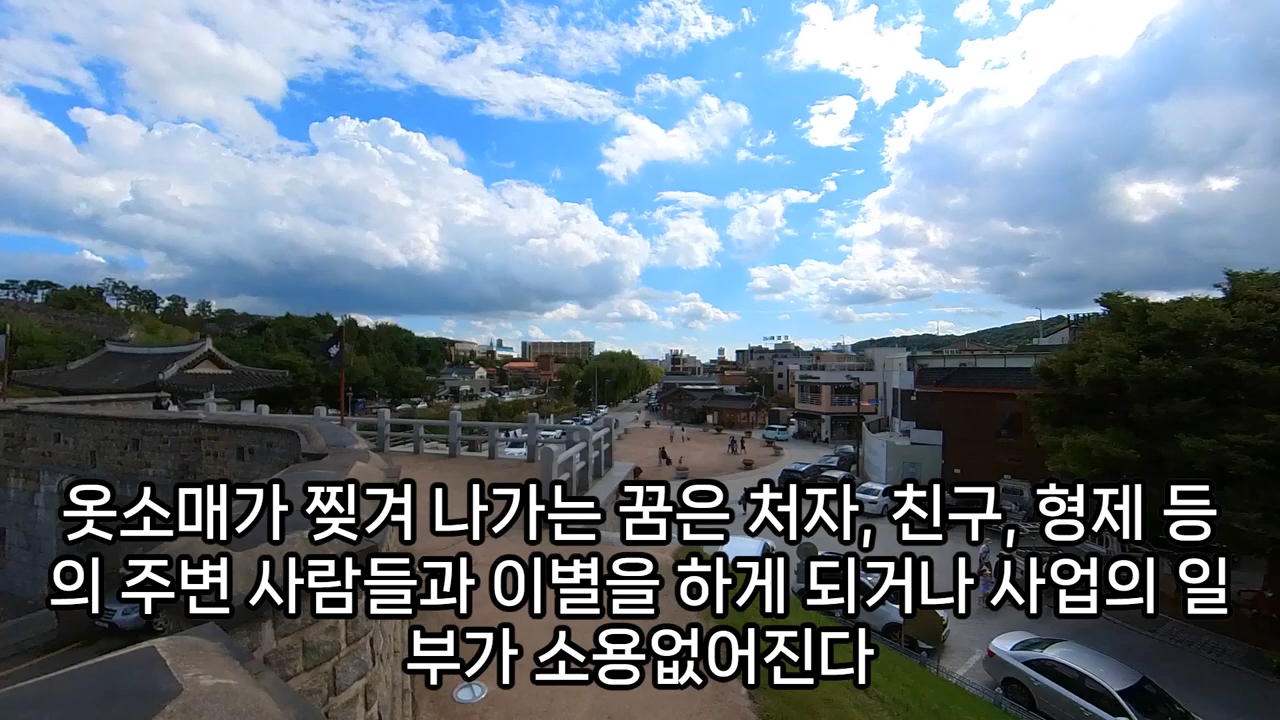 옷소매가 찢겨 나가는 꿈은 처자, 친구, 형제 등
의 주변 사람들과 이별을 하게 되거나 사업의 일
부가 소용없어진다